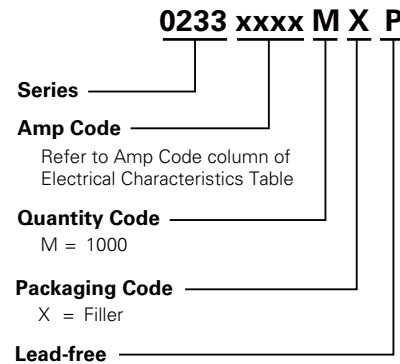 0233 xxxx M X P
Series
Amp Code
Refer to Amp Code column of
Electrical Characteristics Table
Quantity Code
M = 1000
Packaging Code
X = Filler
Lead-free